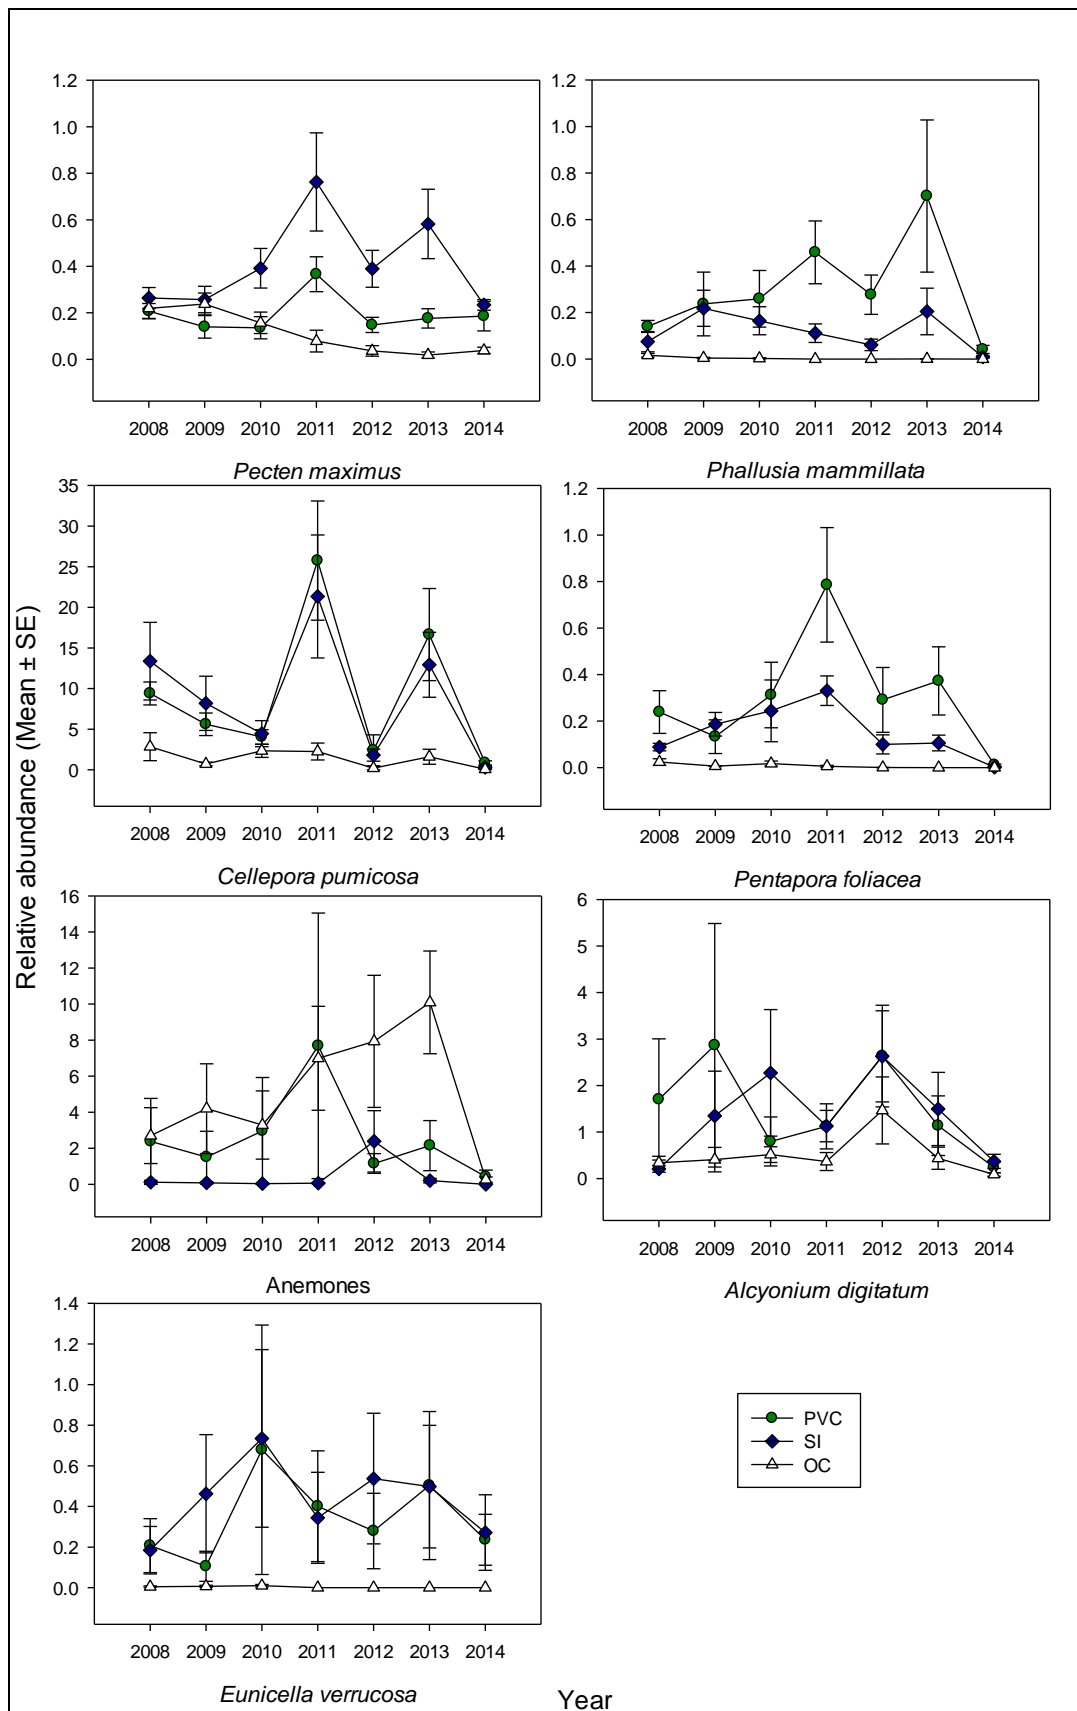 1.2
1.0
0.8
0.6
0.4
0.2
0.0
2008 2009 2010 2011 2012 2013 2014
Pecten maximus
1.2
1.0
0.8
0.6
0.4
0.2
0.0
2008 2009 2010 2011 2012 2013 2014
Phallusia mammillata
35
30
25
20
15
10
5
0
2008 2009 2010 2011 2012 2013 2014
Cellepora pumicosa
1.2
1.0
0.8
0.6
0.4
0.2
0.0
2008 2009 2010 2011 2012 2013 2014
Pentapora foliacea
Relative abundance (Mean ± SE)
16
14
12
10
8
6
4
2
0
2008 2009 2010 2011 2012 2013 2014
Anemones
6
5
4
3
2
1
0
2008 2009 2010 2011 2012 2013 2014
Alcyonium digitatum
1.4
1.2
1.0
0.8
0.6
0.4
0.2
0.0
2008 2009 2010 2011 2012 2013 2014
Eunicella verrucosa
PVC
SI
OC
Year